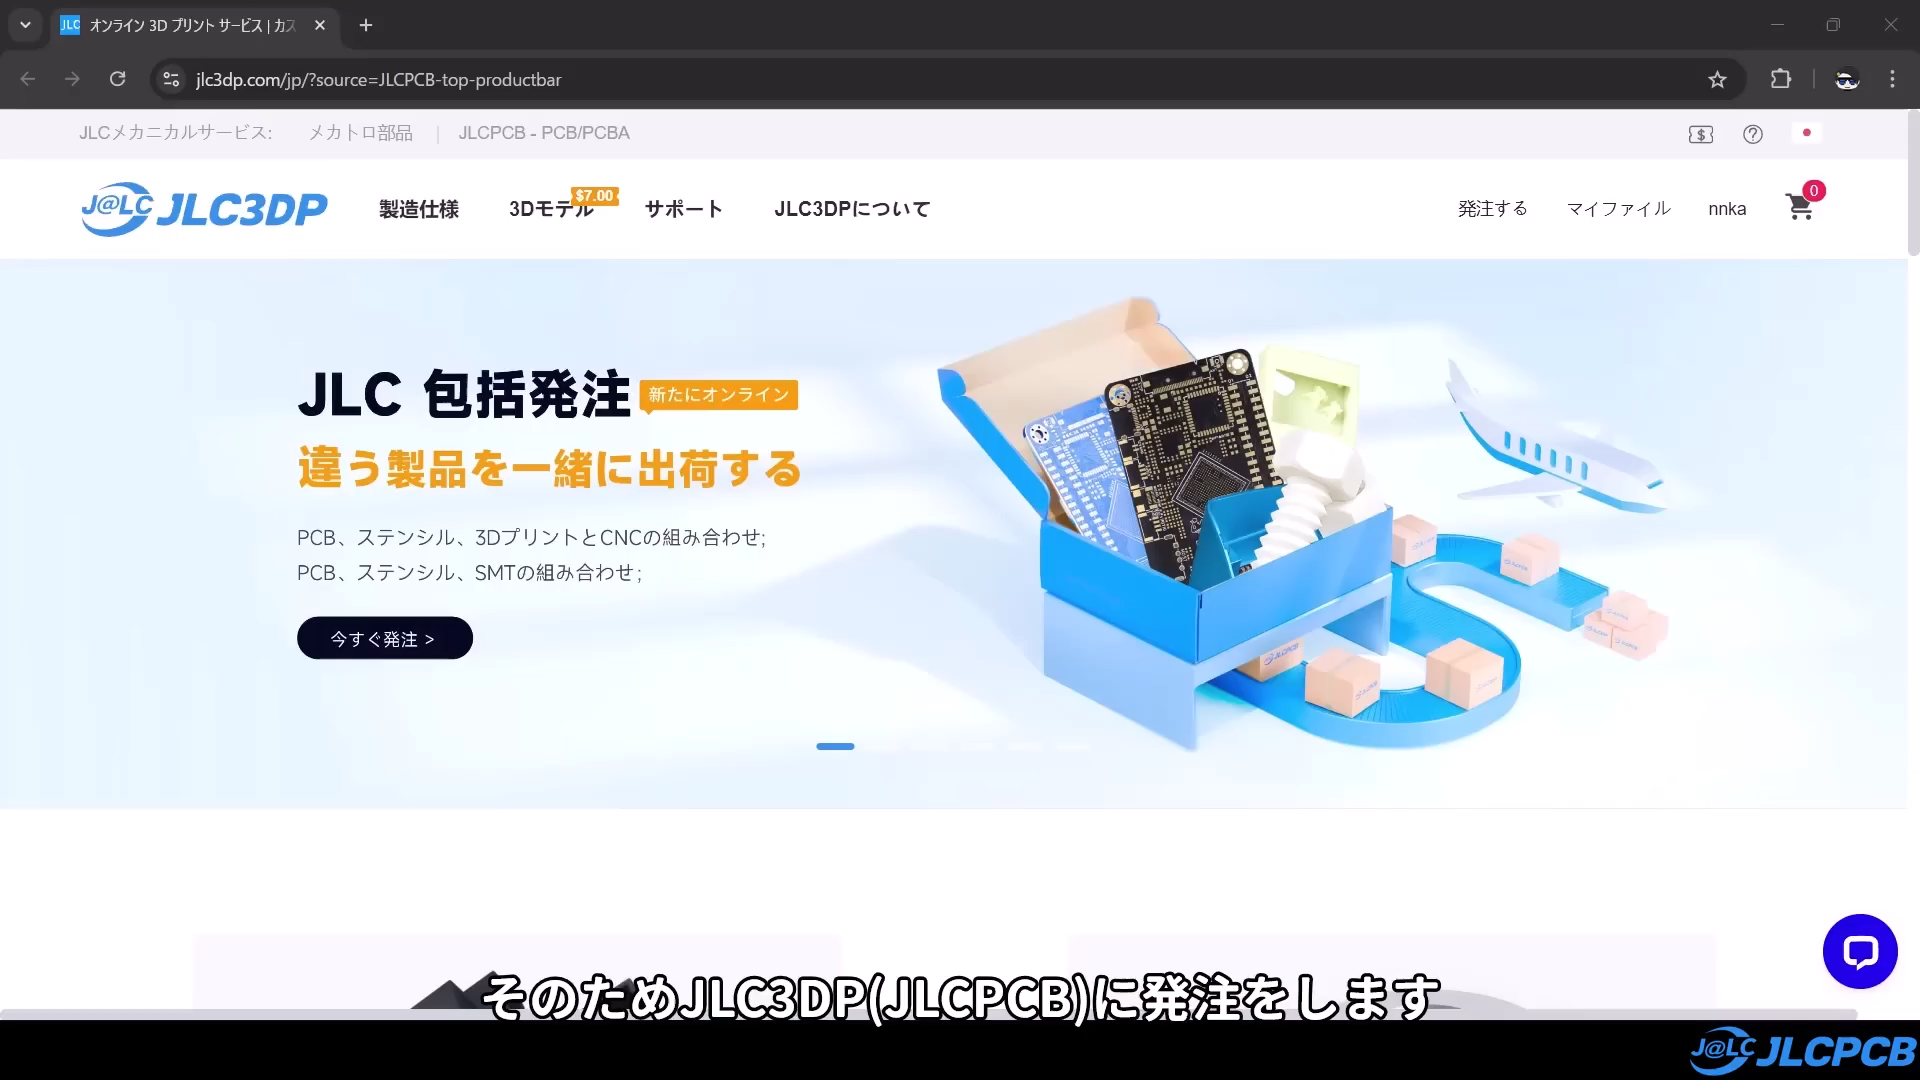 JLC オンライン 3D プリント サービス | カス
jlc3dp.com/jp/?source=JLCPCB-top-productbar
JLCメカニカルサービス: メカトロ部品 | JLCPCB - PCB/PCBA
J@LC JLC3DP 製造仕様 3Dモデル $7.00 サポート JLC3DPについて 発注する マイファイル nnka 0
JLC 包括発注 新たにオンライン
違う製品を一緒に出荷する
PCB、ステンシル、3DプリントとCNCの組み合わせ;
PCB、ステンシル、SMTの組み合わせ;
今すぐ発注 >
そのためJLC3DP(JLCPCB)に発注をします
J@LC JLCPCB